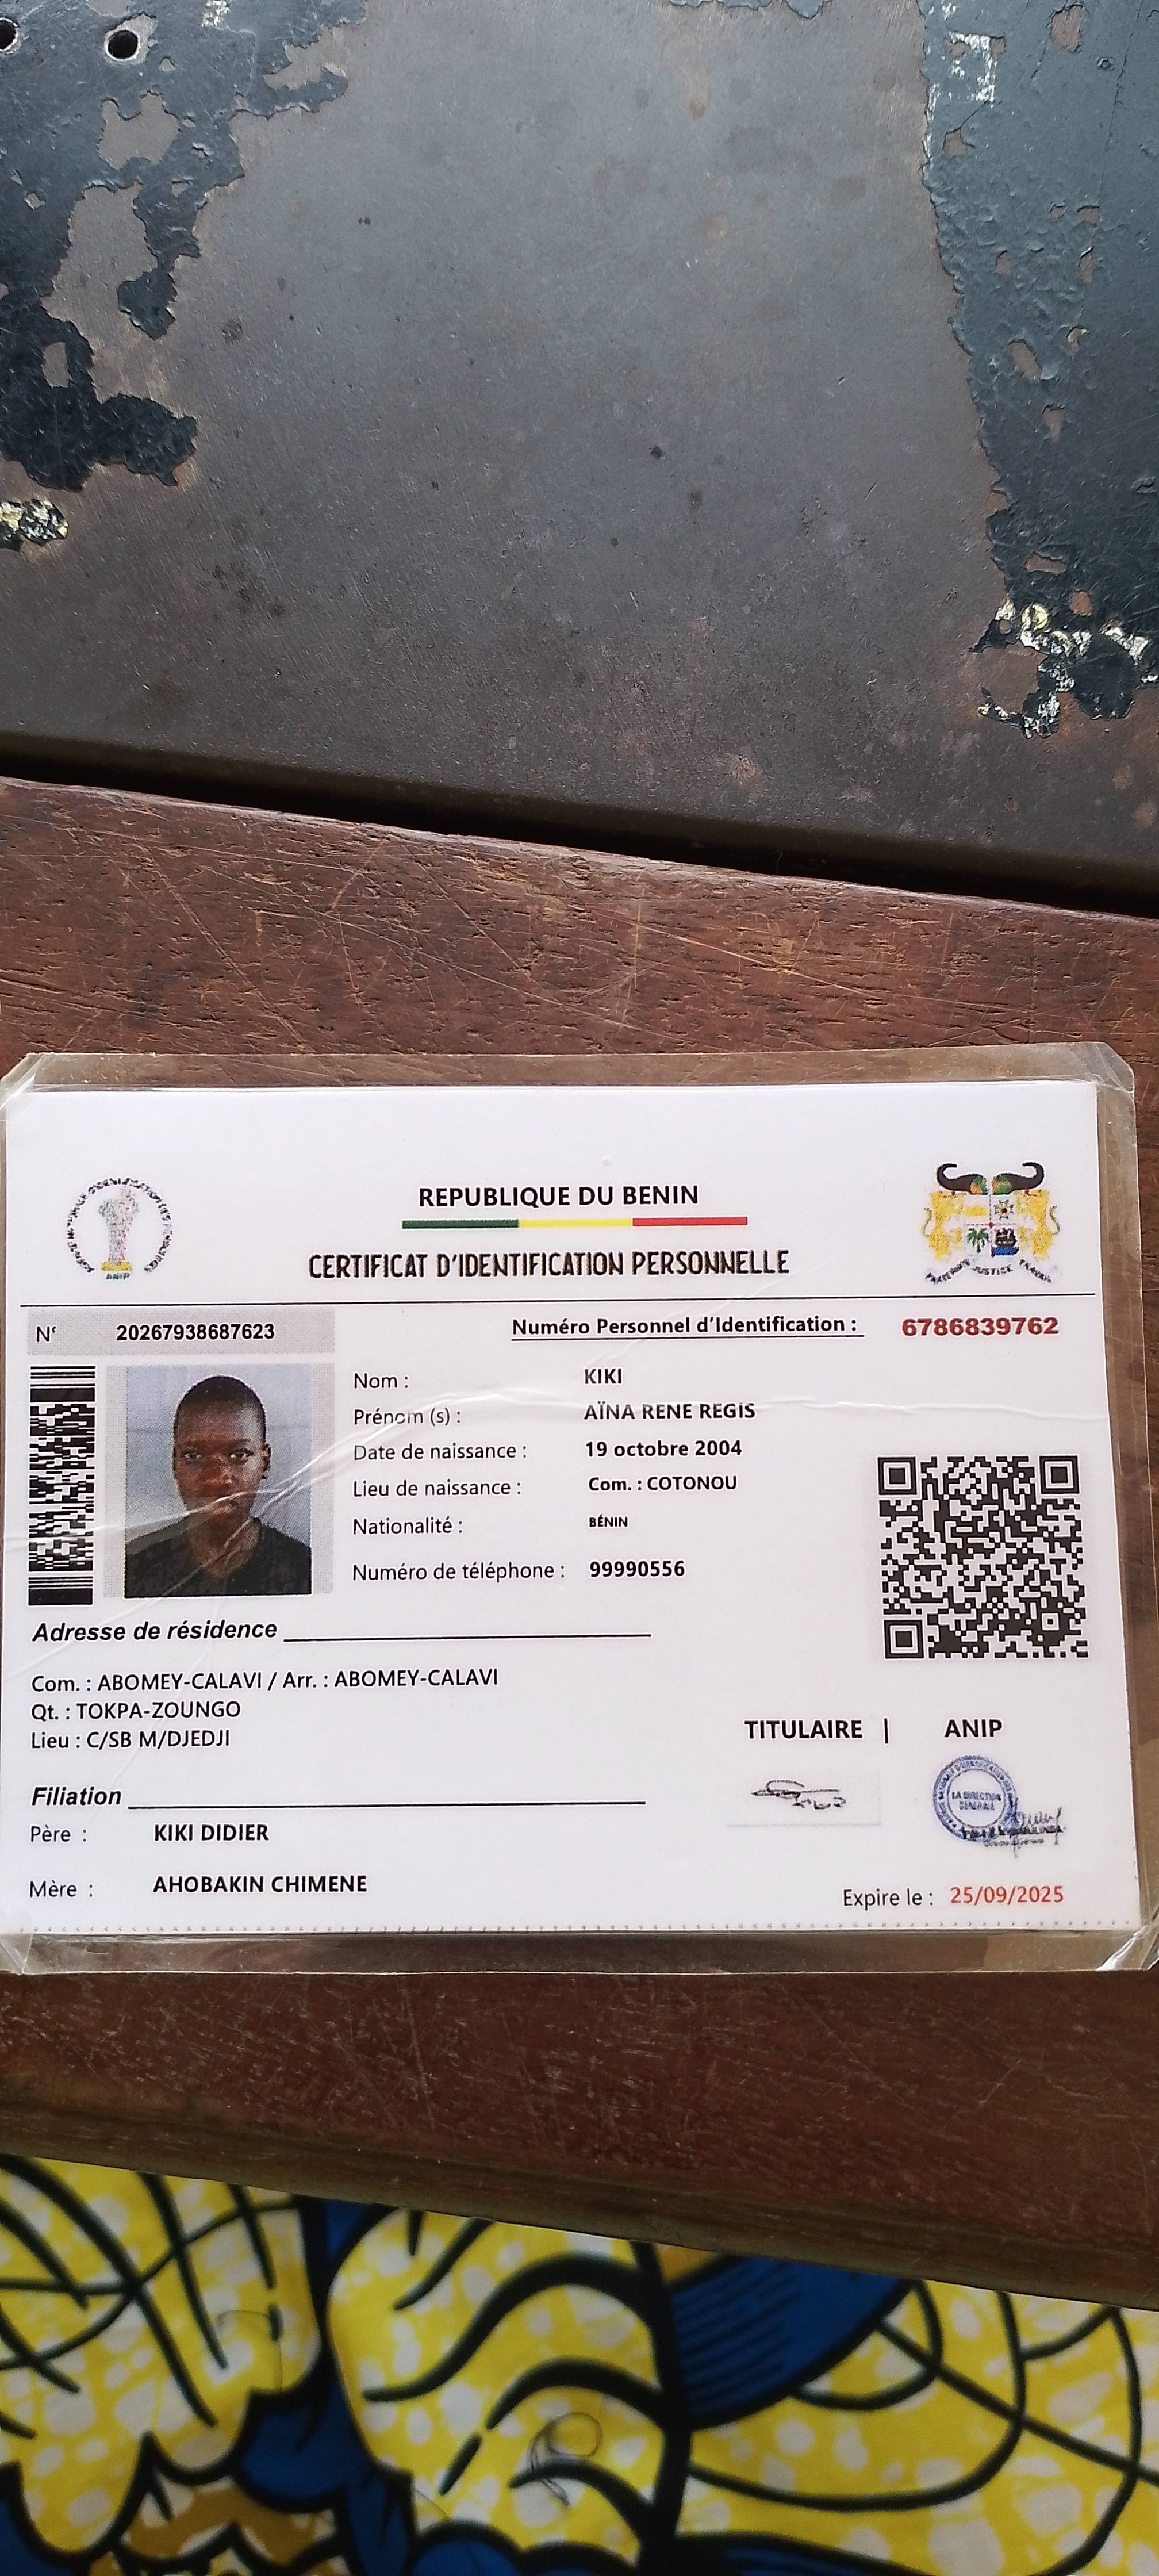 REPUBLIQUE DU BENIN
CERTIFICAT D'IDENTIFICATION PERSONNELLE
ANIP
FRATERNITE JUSTICE TRAVAIL
N° 20267938687623
Numéro Personnel d'Identification : 6786839762
Nom : KIKI
Prénom (s) : AÏNA RENE REGIS
Date de naissance : 19 octobre 2004
Lieu de naissance : Com. : COTONOU
Nationalité : BÉNIN
Numéro de téléphone : 99990556
Adresse de résidence
Com. : ABOMEY-CALAVI / Arr. : ABOMEY-CALAVI
Qt. : TOKPA-ZOUNGO
Lieu : C/SB M/DJEDJI
TITULAIRE | ANIP
LA DIRECTION
GÉNÉRALE
Filiation
Père : KIKI DIDIER
Mère : AHOBAKIN CHIMENE
Expire le : 25/09/2025